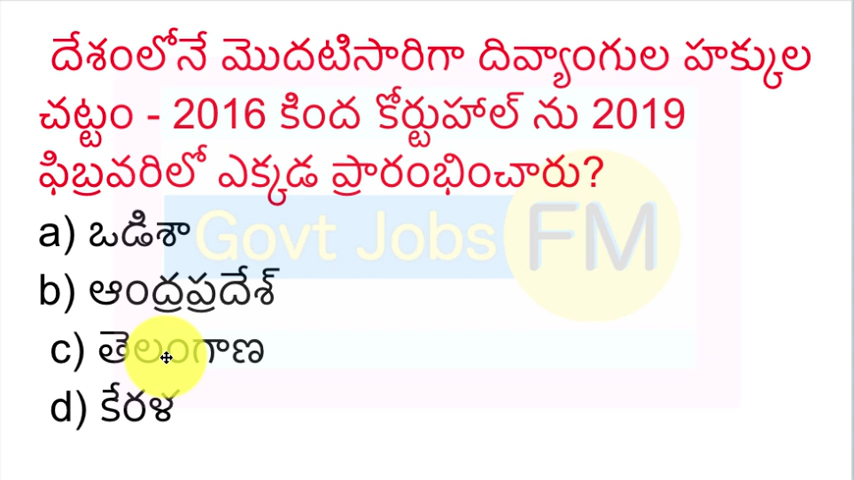 దేశంలోనే మొదటిసారిగా దివ్యాంగుల హక్కుల
చట్టం - 2016 కింద కోర్టుహాల్ ను 2019
ఫిబ్రవరిలో ఎక్కడ ప్రారంభించారు?
a) ఒడిశా
Govt Jobs FM
b) ఆంద్రప్రదేశ్
c) తెలంగాణ
d) కేరళ